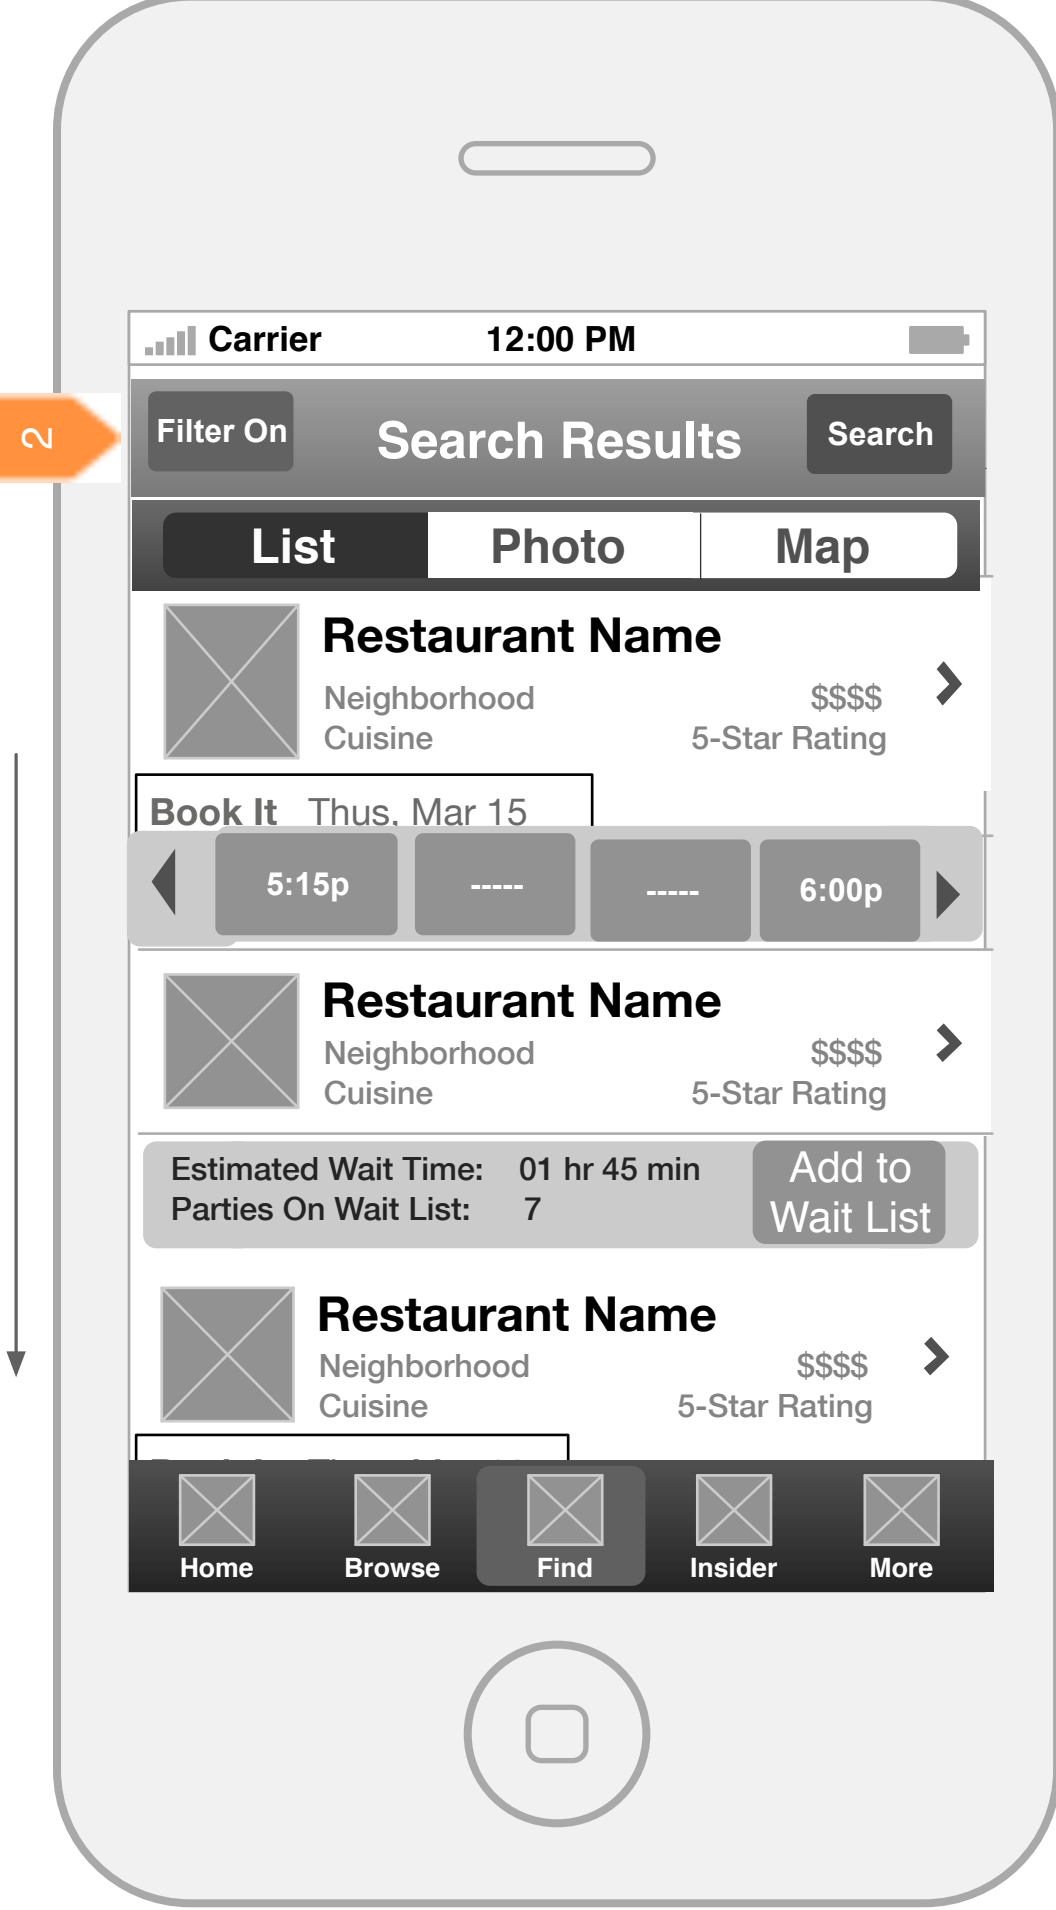 Carrier 12:00 PM
2
Filter On Search Results Search
List Photo Map
Restaurant Name
Neighborhood $$$$
Cuisine 5-Star Rating
Book It Thus, Mar 15
5:15p ----- ----- 6:00p
Restaurant Name
Neighborhood $$$$
Cuisine 5-Star Rating
Estimated Wait Time: 01 hr 45 min
Parties On Wait List: 7
Add to
Wait List
Restaurant Name
Neighborhood $$$$
Cuisine 5-Star Rating
Home Browse Find Insider More